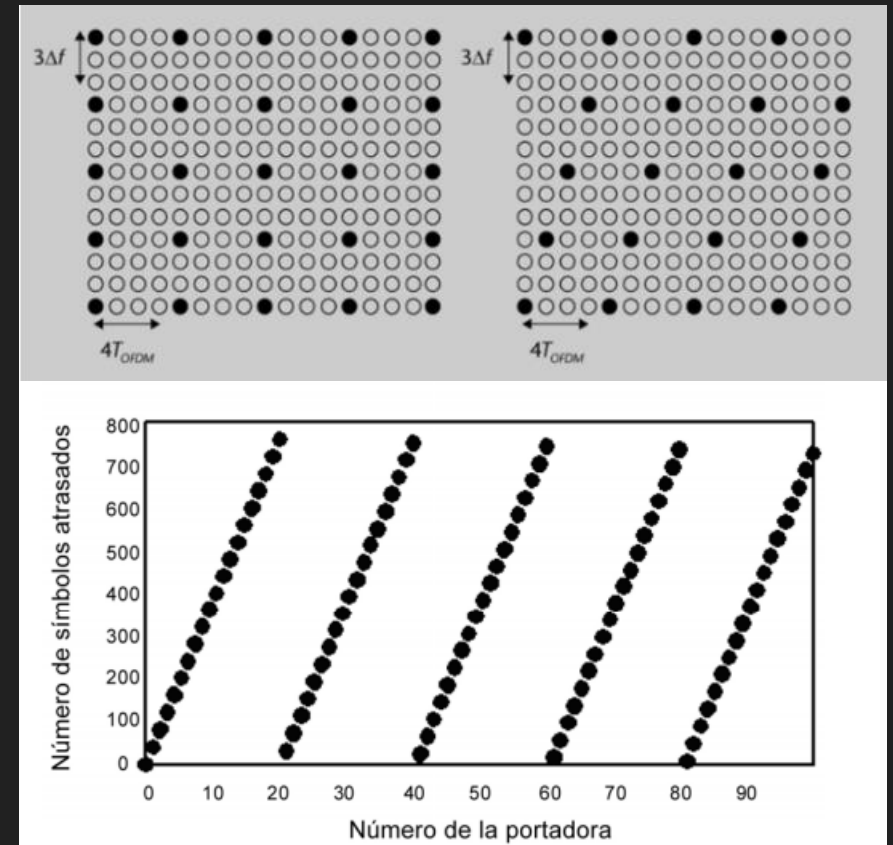 3Δf
3Δf
4T_OFDM
4T_OFDM
Número de símbolos atrasados
800
700
600
500
400
300
200
100
0
0 10 20 30 40 50 60 70 80 90
Número de la portadora